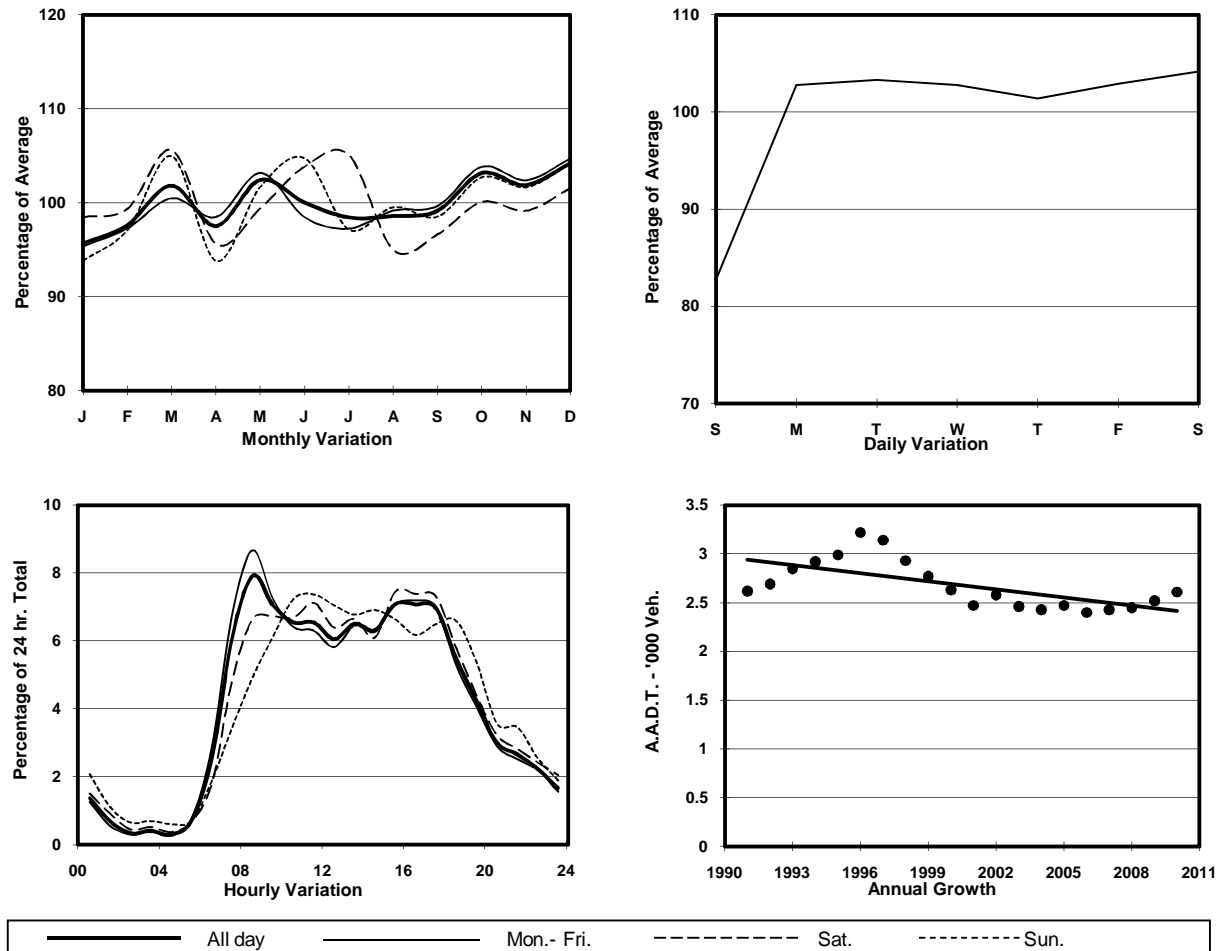 120
110
100
90
80
Percentage of Average
J F M A M J J A S O N D
Monthly Variation
110
100
90
80
70
Percentage of Average
S M T W T F S
Daily Variation
10
8
6
4
2
0
Percentage of 24 hr. Total
00 04 08 12 16 20 24
Hourly Variation
3.5
3
2.5
2
1.5
1
0.5
0
A.A.D.T. - '000 Veh.
1990 1993 1996 1999 2002 2005 2008 2011
Annual Growth
All day Mon.- Fri. Sat. Sun.